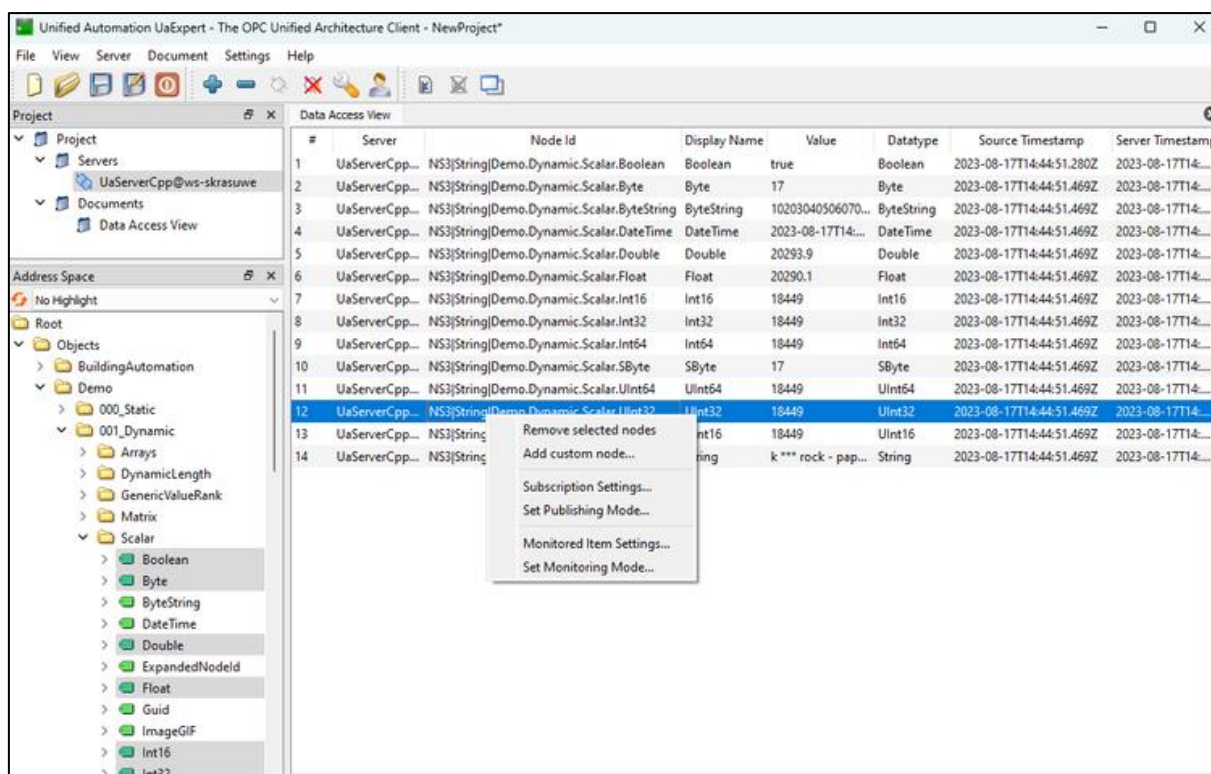 Unified Automation UaExpert - The OPC Unified Architecture Client - NewProject*
File View Server Document Settings Help
Project
Project
Servers
UaServerCpp@ws-skrasuwe
Documents
Data Access View
Address Space
No Highlight
Root
Objects
BuildingAutomation
Demo
000_Static
001_Dynamic
Arrays
DynamicLength
GenericValueRank
Matrix
Scalar
Boolean
Byte
ByteString
DateTime
Double
ExpandedNodeId
Float
Guid
ImageGIF
Int16
Int32
Data Access View
# Server Node Id Display Name Value Datatype Source Timestamp Server Timestamp
1 UaServerCpp... NS3|String|Demo.Dynamic.Scalar.Boolean Boolean true Boolean 2023-08-17T14:44:51.280Z 2023-08-17T14:...
2 UaServerCpp... NS3|String|Demo.Dynamic.Scalar.Byte Byte 17 Byte 2023-08-17T14:44:51.469Z 2023-08-17T14:...
3 UaServerCpp... NS3|String|Demo.Dynamic.Scalar.ByteString ByteString 10203040506070... ByteString 2023-08-17T14:44:51.469Z 2023-08-17T14:...
4 UaServerCpp... NS3|String|Demo.Dynamic.Scalar.DateTime DateTime 2023-08-17T14:... DateTime 2023-08-17T14:44:51.469Z 2023-08-17T14:...
5 UaServerCpp... NS3|String|Demo.Dynamic.Scalar.Double Double 20293.9 Double 2023-08-17T14:44:51.469Z 2023-08-17T14:...
6 UaServerCpp... NS3|String|Demo.Dynamic.Scalar.Float Float 20290.1 Float 2023-08-17T14:44:51.469Z 2023-08-17T14:...
7 UaServerCpp... NS3|String|Demo.Dynamic.Scalar.Int16 Int16 18449 Int16 2023-08-17T14:44:51.469Z 2023-08-17T14:...
8 UaServerCpp... NS3|String|Demo.Dynamic.Scalar.Int32 Int32 18449 Int32 2023-08-17T14:44:51.469Z 2023-08-17T14:...
9 UaServerCpp... NS3|String|Demo.Dynamic.Scalar.Int64 Int64 18449 Int64 2023-08-17T14:44:51.469Z 2023-08-17T14:...
10 UaServerCpp... NS3|String|Demo.Dynamic.Scalar.SByte SByte 17 SByte 2023-08-17T14:44:51.469Z 2023-08-17T14:...
11 UaServerCpp... NS3|String|Demo.Dynamic.Scalar.UInt64 UInt64 18449 UInt64 2023-08-17T14:44:51.469Z 2023-08-17T14:...
12 UaServerCpp... NS3|String|Demo.Dynamic.Scalar.UInt32 UInt32 18449 UInt32 2023-08-17T14:44:51.469Z 2023-08-17T14:...
13 UaServerCpp... NS3|String nt16 18449 UInt16 2023-08-17T14:44:51.469Z 2023-08-17T14:...
14 UaServerCpp... NS3|String ring k *** rock - pap... String 2023-08-17T14:44:51.469Z 2023-08-17T14:...
Remove selected nodes
Add custom node...
Subscription Settings...
Set Publishing Mode...
Monitored Item Settings...
Set Monitoring Mode...